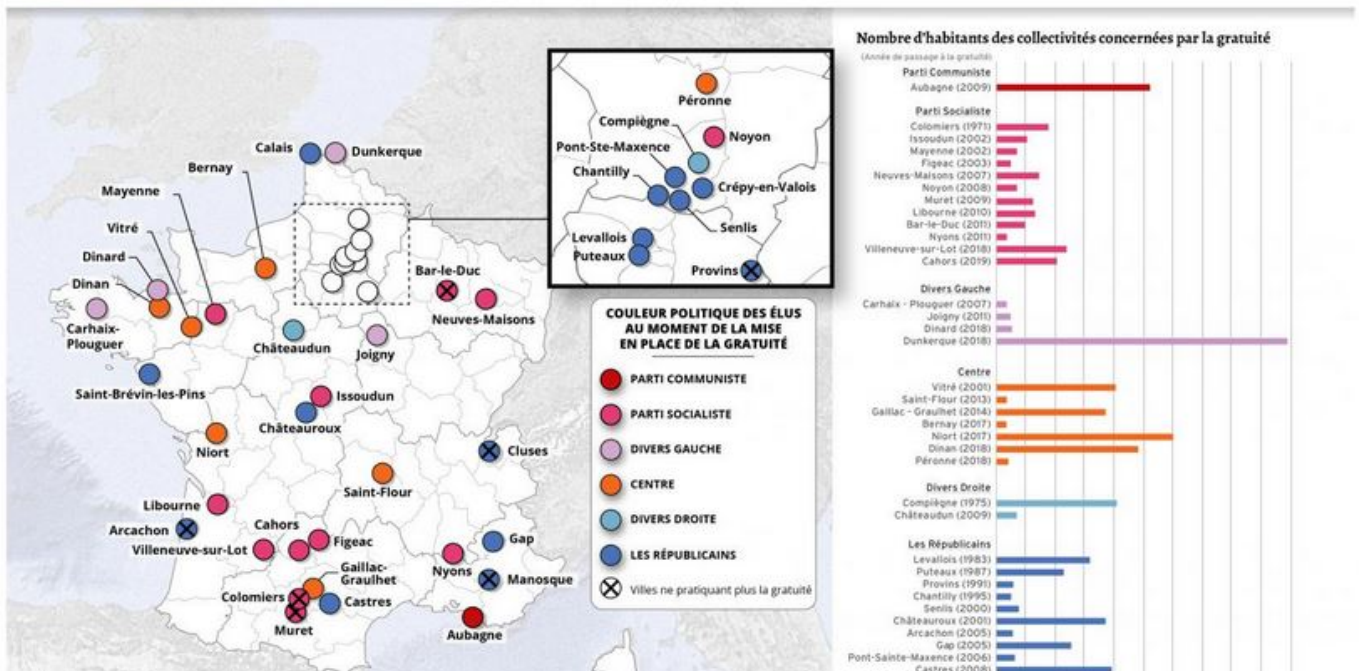 Calais
Dunkerque
Bernay
Mayenne
Vitré
Dinard
Dinan
Carhaix-
Plouguer
Bar-le-Duc
Neuves-Maisons
Châteaudun
Joigny
Saint-Brévin-les-Pins
Issoudun
Châteauroux
Niort
Cluses
Saint-Flour
Libourne
Arcachon
Cahors
Villeneuve-sur-Lot
Figeac
Gap
Nyons
Gaillac-
Graulhet
Manosque
Colomiers
Castres
Muret
Aubagne
Péronne
Compiègne
Noyon
Pont-Ste-Maxence
Chantilly
Crépy-en-Valois
Senlis
Levallois
Puteaux
Provins
COULEUR POLITIQUE DES ÉLUS
AU MOMENT DE LA MISE
EN PLACE DE LA GRATUITÉ
PARTI COMMUNISTE
PARTI SOCIALISTE
DIVERS GAUCHE
CENTRE
DIVERS DROITE
LES RÉPUBLICAINS
Villes ne pratiquant plus la gratuité
Nombre d'habitants des collectivités concernées par la gratuité
(Année de passage à la gratuité)
Parti Communiste
Aubagne (2009)
Parti Socialiste
Colomiers (1971)
Issoudun (2002)
Mayenne (2002)
Figeac (2003)
Neuves-Maisons (2007)
Noyon (2008)
Muret (2009)
Libourne (2010)
Bar-le-Duc (2011)
Nyons (2011)
Villeneuve-sur-Lot (2018)
Cahors (2019)
Divers Gauche
Carhaix - Plouguer (2007)
Joigny (2011)
Dinard (2018)
Dunkerque (2018)
Centre
Vitré (2001)
Saint-Flour (2013)
Gaillac - Graulhet (2014)
Bernay (2017)
Niort (2017)
Dinan (2018)
Péronne (2018)
Divers Droite
Compiègne (1975)
Châteaudun (2009)
Les Républicains
Levallois (1983)
Puteaux (1987)
Provins (1991)
Chantilly (1995)
Senlis (2000)
Châteauroux (2001)
Arcachon (2005)
Gap (2005)
Pont-Sainte-Maxence (2006)
Castres (2008)